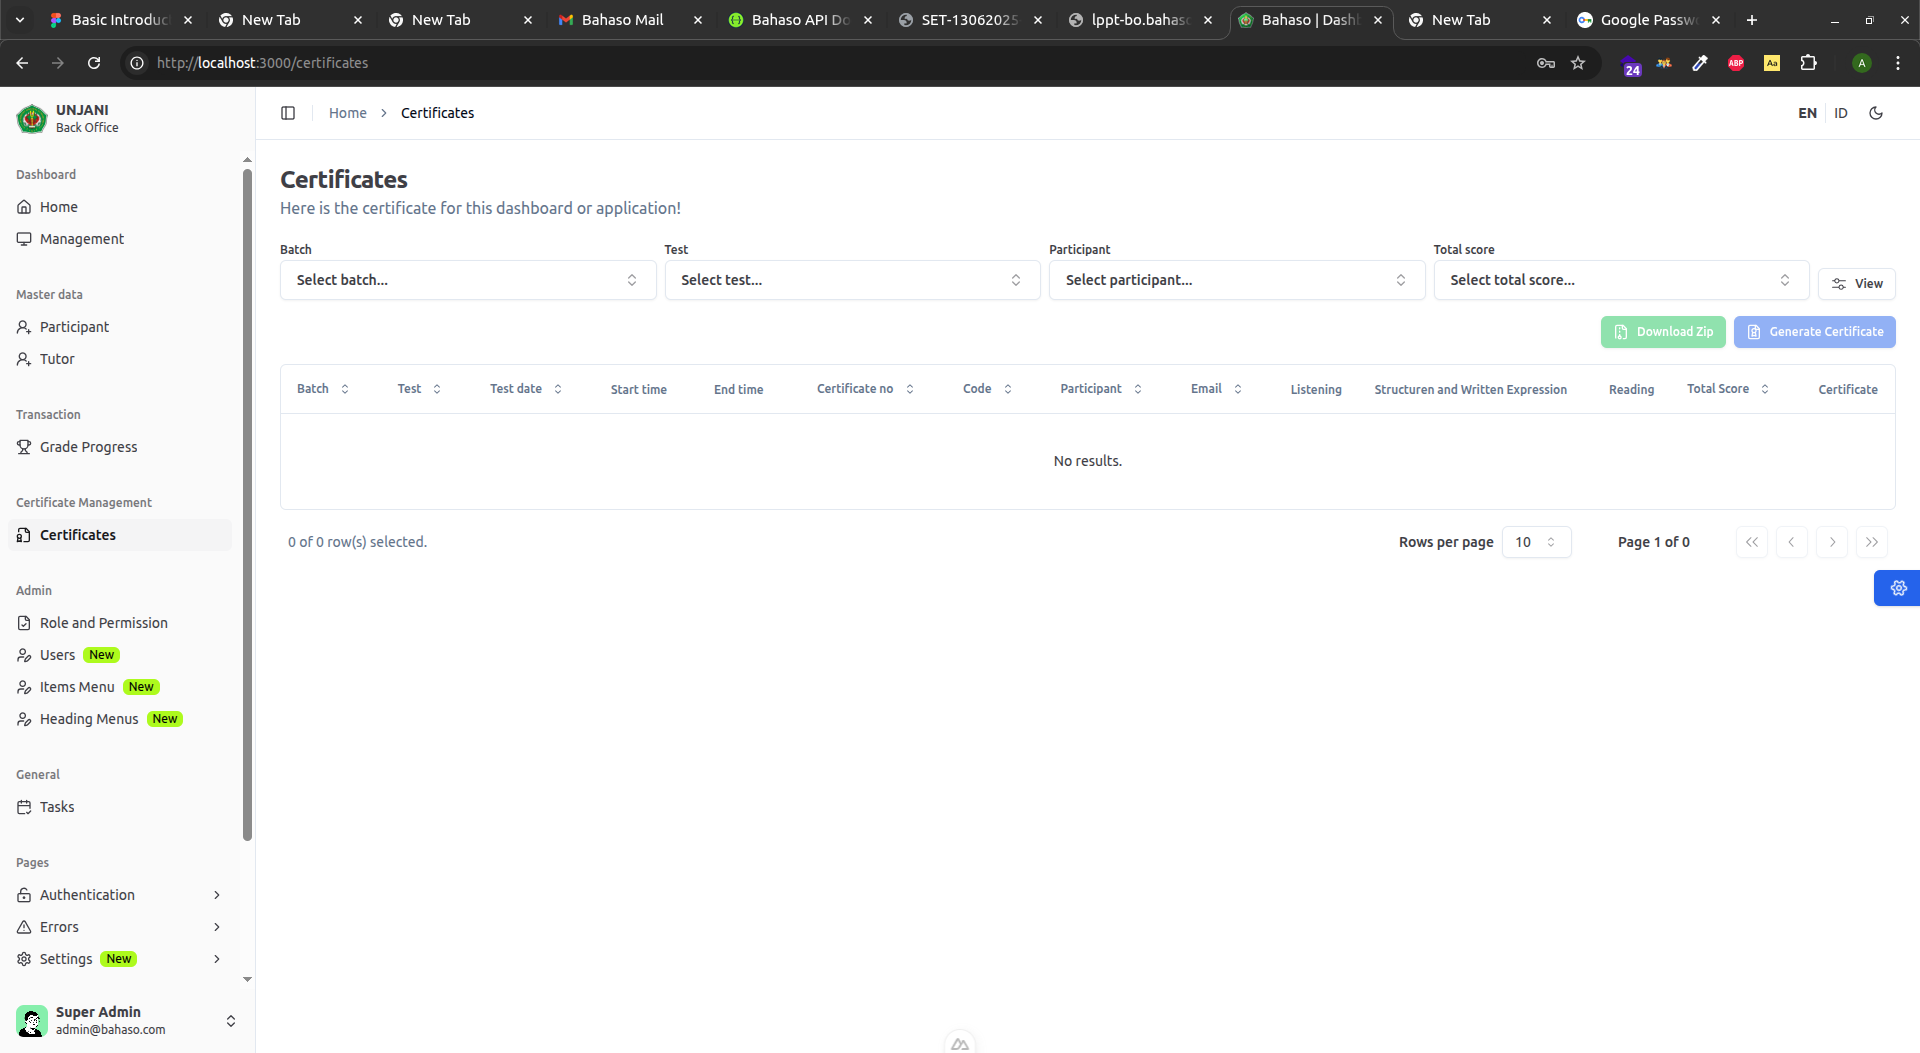 Basic Introduc
New Tab
New Tab
Bahaso Mail
Bahaso API Do
SET-13062025
lppt-bo.bahaso
Bahaso | Dashb
New Tab
Google Passw
http://localhost:3000/certificates
24
ABP
Aa
A
UNJANI
Back Office
Dashboard
Home
Management
Master data
Participant
Tutor
Transaction
Grade Progress
Certificate Management
Certificates
Admin
Role and Permission
Users New
Items Menu New
Heading Menus New
General
Tasks
Pages
Authentication
Errors
Settings New
Super Admin
admin@bahaso.com
Home > Certificates
EN ID
Certificates
Here is the certificate for this dashboard or application!
Batch Test Participant Total score
Select batch... Select test... Select participant... Select total score... View
Download Zip Generate Certificate
Batch Test Test date Start time End time Certificate no Code Participant Email Listening Structuren and Written Expression Reading Total Score Certificate
No results.
0 of 0 row(s) selected. Rows per page 10 Page 1 of 0